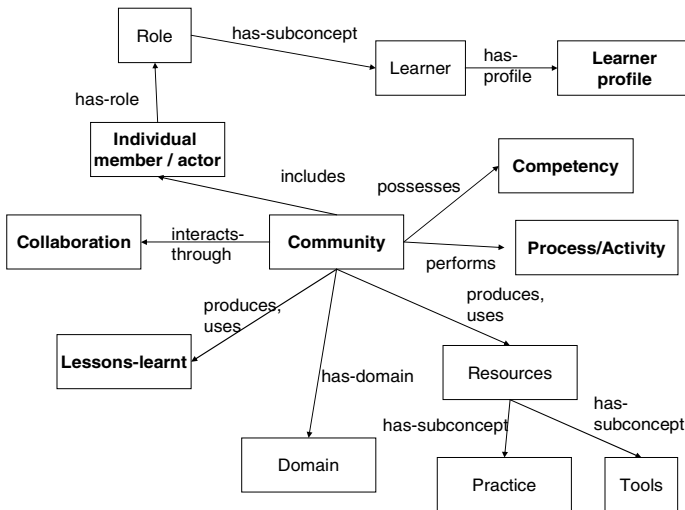 Role
has-subconcept
Learner
has-
profile
Learner
profile
has-role
Individual
member / actor
includes
possesses
Competency
Collaboration
interacts-
through
Community
performs
Process/Activity
produces,
uses
produces,
uses
Lessons-learnt
has-domain
Resources
has-subconcept
has-
subconcept
Domain
Practice
Tools